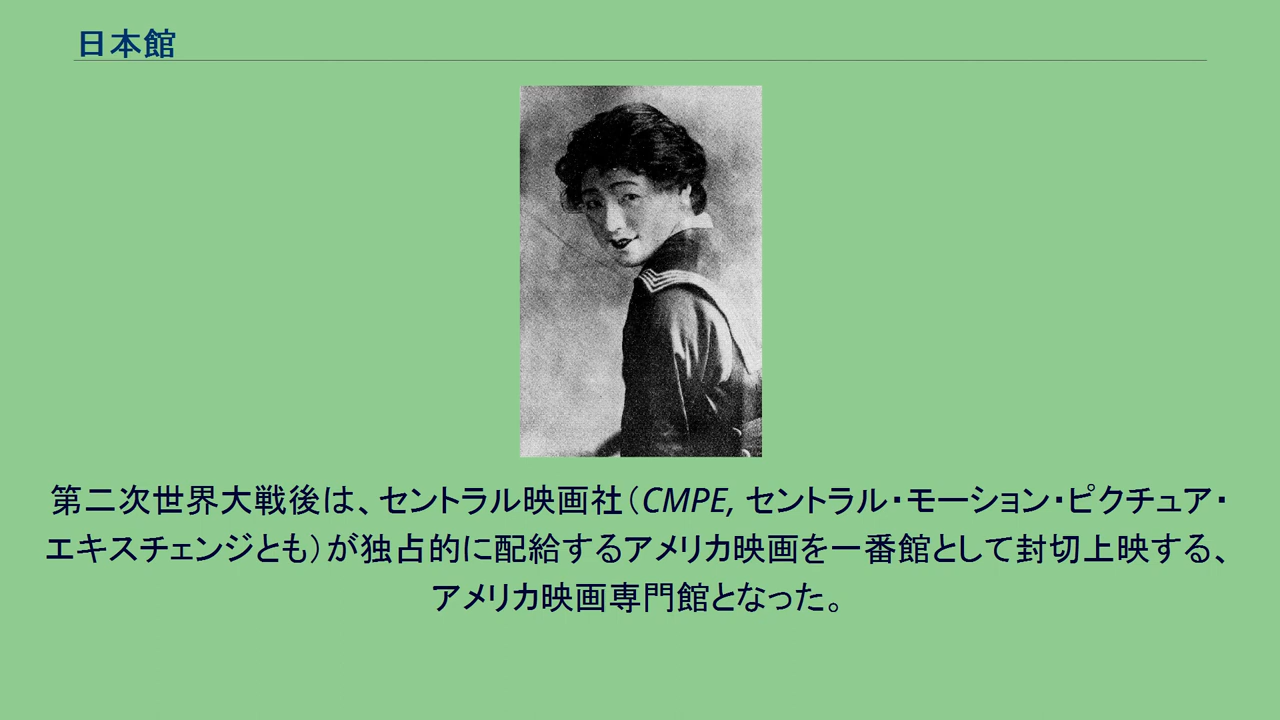 日本館
第二次世界大戦後は、セントラル映画社（CMPE, セントラル・モーション・ピクチュア・
エキスチェンジとも）が独占的に配給するアメリカ映画を一番館として封切上映する、
アメリカ映画専門館となった。